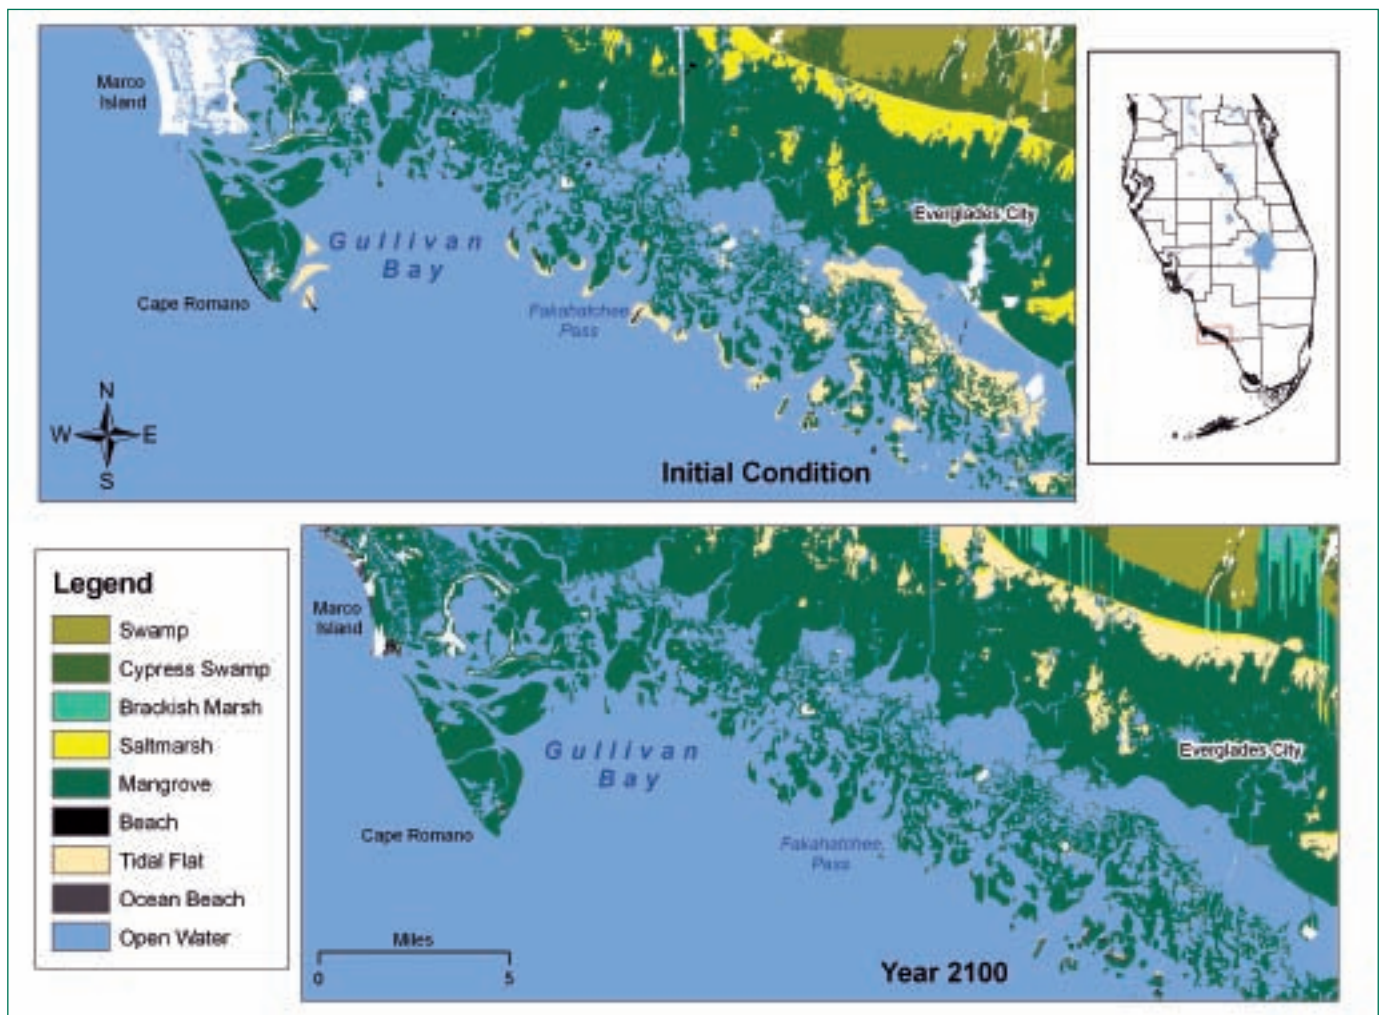 Marco
Island
Gullivan
Bay
Cape Romano
Fakahatchee
Pass
Everglades City
N
W E
S
Initial Condition
Legend
Swamp
Cypress Swamp
Brackish Marsh
Saltmarsh
Mangrove
Beach
Tidal Flat
Ocean Beach
Open Water
Marco
Island
Gullivan
Bay
Cape Romano
Fakahatchee
Pass
Everglades City
Miles
0 5
Year 2100